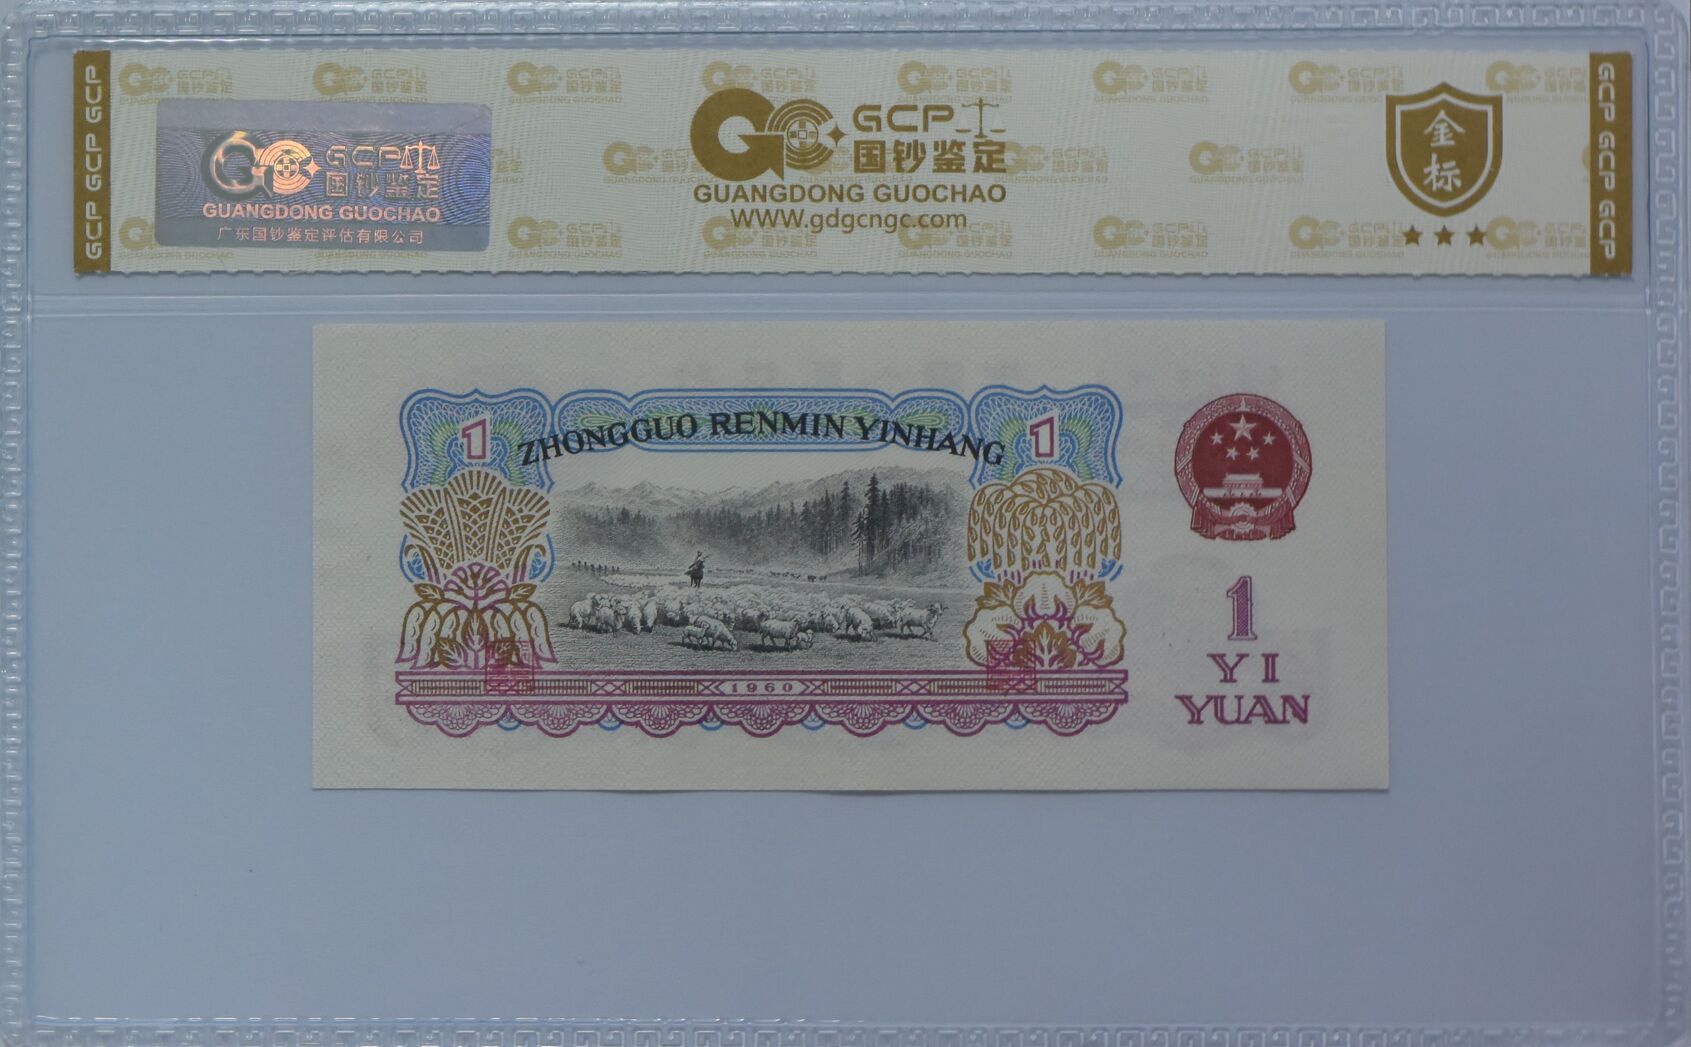 GCP GCP GCP
GCP 国钞鉴定
GUANGDONG GUOCHAO
广东国钞鉴定评估有限公司
GCP
国钞鉴定
GUANGDONG GUOCHAO
WWW.gdgcngc.com
金标
GCP GCP GCP
1
ZHONGGUO RENMIN YINHANG
1
1960
1
YI
YUAN